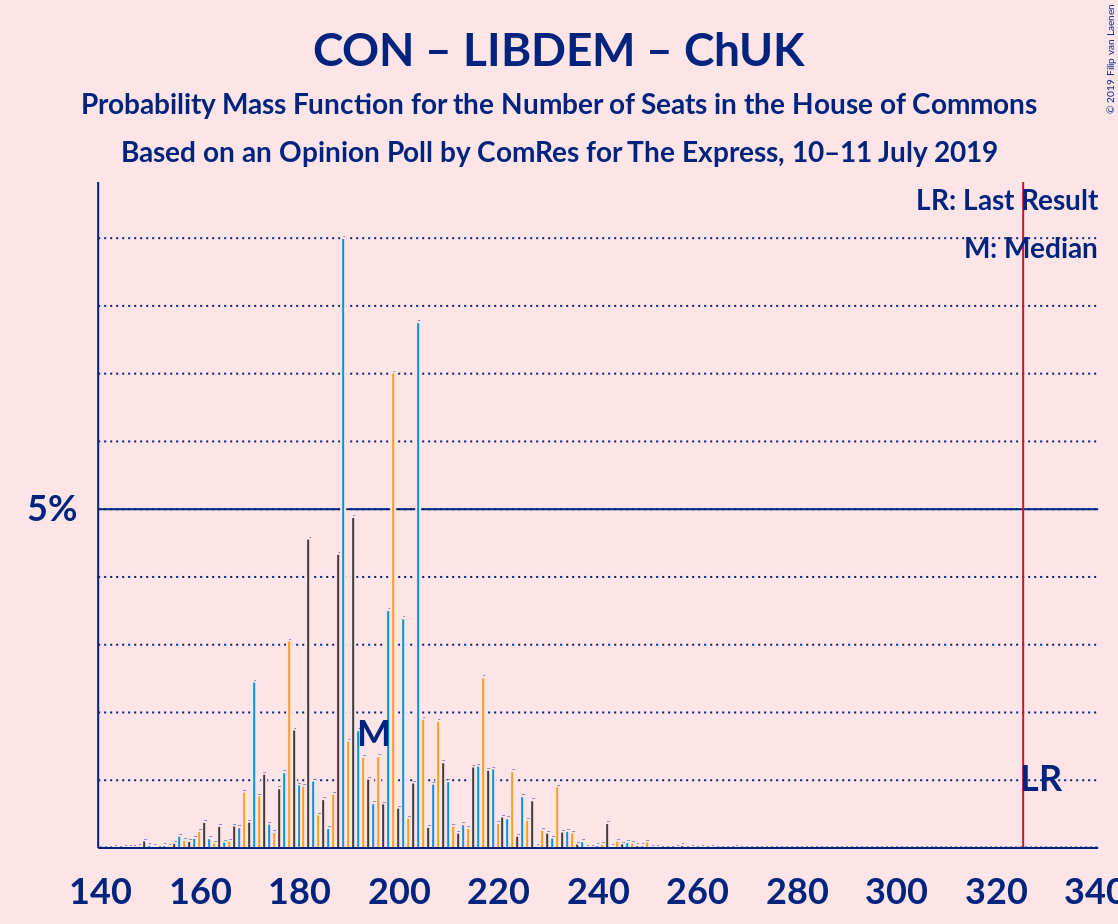 CON – LIBDEM – ChUK
Probability Mass Function for the Number of Seats in the House of Commons
Based on an Opinion Poll by ComRes for The Express, 10–11 July 2019
© 2019 Filip van Laenen
LR: Last Result
M: Median
5%
M
LR
140 160 180 200 220 240 260 280 300 320 340